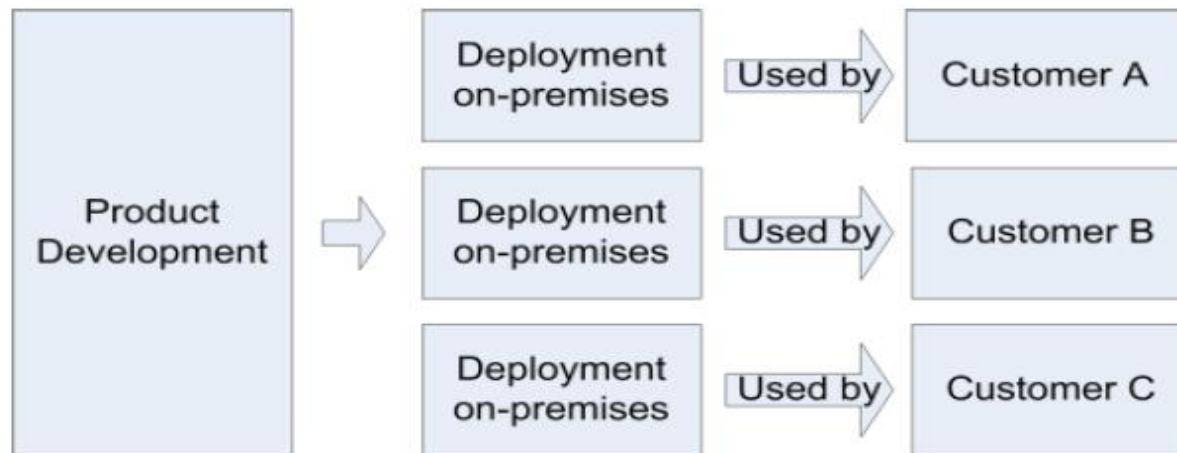 Product
Development
Deployment
on-premises
Used by
Customer A
Deployment
on-premises
Used by
Customer B
Deployment
on-premises
Used by
Customer C